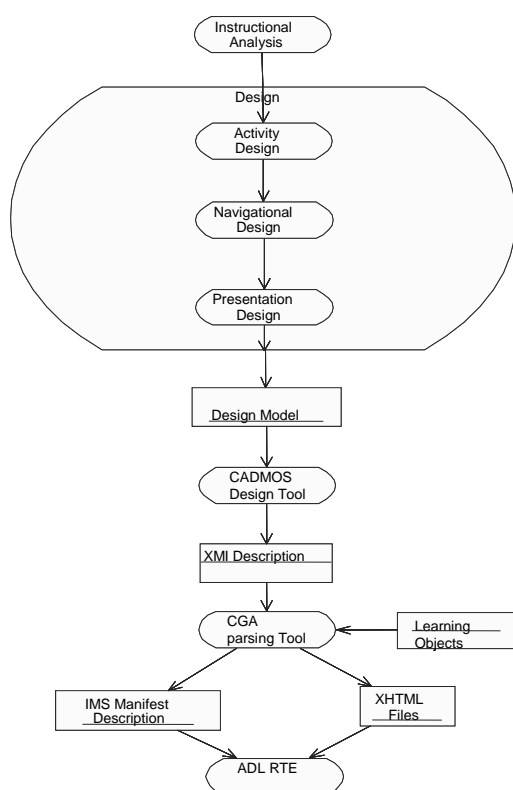 Instructional
Analysis
Design
Activity
Design
Navigational
Design
Presentation
Design
Design Model
CADMOS
Design Tool
XMI Description
CGA
parsing Tool
Learning
Objects
IMS Manifest
Description
XHTML
Files
ADL RTE